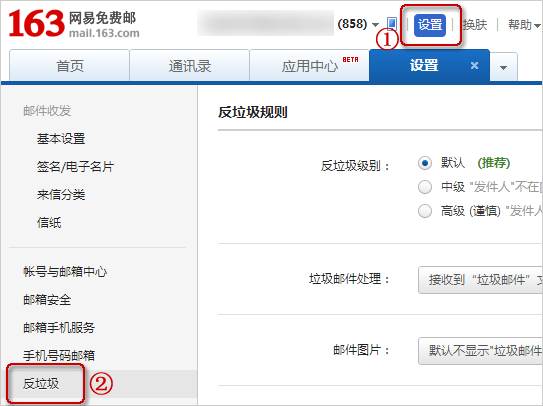 163 网易免费邮
mail.163.com
(858)
设置
换肤
帮助
①
首页
通讯录
应用中心 BETA
设置 ×
邮件收发
基本设置
签名/电子名片
来信分类
信纸
帐号与邮箱中心
邮箱安全
邮箱手机服务
手机号码邮箱
反垃圾
②
反垃圾规则
反垃圾级别：
默认 (推荐)
中级 "发件人"不在
高级 (谨慎) "发件人
垃圾邮件处理：
接收到“垃圾邮件”
邮件图片：
默认不显示"垃圾邮件